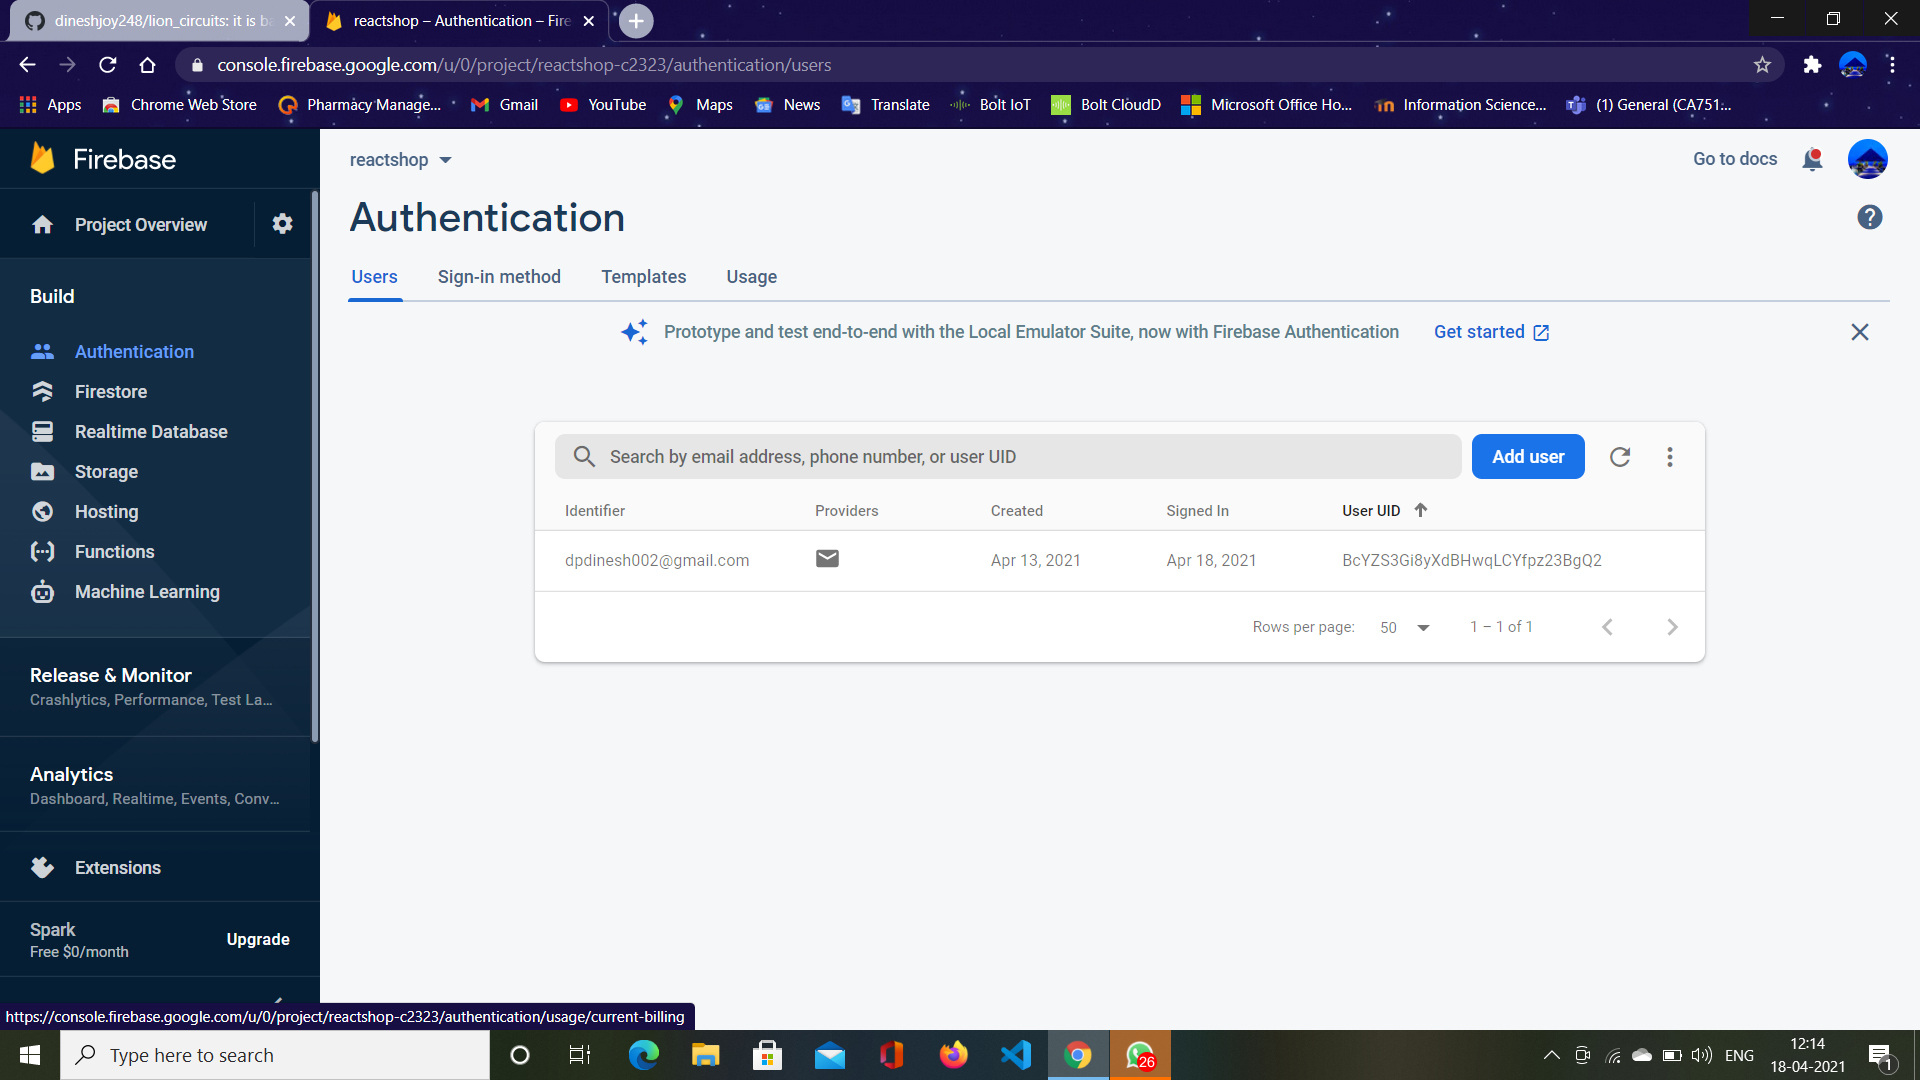 dineshjoy248/lion_circuits: it is ba
reactshop – Authentication – Fire
console.firebase.google.com/u/0/project/reactshop-c2323/authentication/users
Apps
Chrome Web Store
Pharmacy Manage...
Gmail
YouTube
Maps
News
Translate
Bolt IoT
Bolt CloudD
Microsoft Office Ho...
Information Science...
(1) General (CA751:...
Firebase
reactshop
Go to docs
Project Overview
Authentication
Users
Sign-in method
Templates
Usage
Build
Prototype and test end-to-end with the Local Emulator Suite, now with Firebase Authentication
Get started
Authentication
Firestore
Realtime Database
Storage
Hosting
Functions
Machine Learning
Search by email address, phone number, or user UID
Add user
Identifier
Providers
Created
Signed In
User UID
dpdinesh002@gmail.com
Apr 13, 2021
Apr 18, 2021
BcYZS3Gi8yXdBHwqLCYfpz23BgQ2
Rows per page:
50
1 – 1 of 1
Release & Monitor
Crashlytics, Performance, Test La...
Analytics
Dashboard, Realtime, Events, Conv...
Extensions
Spark
Free $0/month
Upgrade
https://console.firebase.google.com/u/0/project/reactshop-c2323/authentication/usage/current-billing
Type here to search
26
ENG
12:14
18-04-2021
1